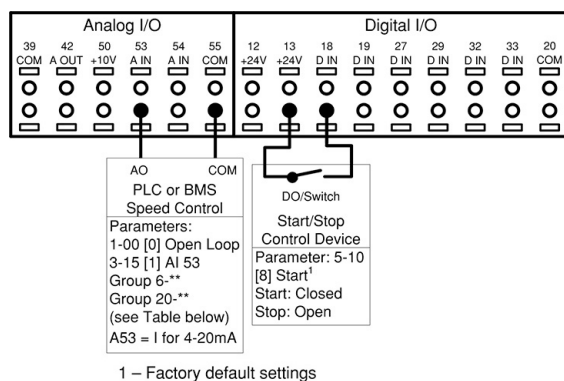 Analog I/O
Digital I/O
39 42 50 53 54 55 12 13 18 19 27 29 32 33 20
COM A OUT +10V A IN A IN COM +24V +24V D IN D IN D IN D IN D IN D IN COM
AO COM
PLC or BMS
Speed Control
Parameters:
1-00 [0] Open Loop
3-15 [1] AI 53
Group 6-**
Group 20-**
(see Table below)
A53 = I for 4-20mA
DO/Switch
Start/Stop
Control Device
Parameter: 5-10
[8] Start¹
Start: Closed
Stop: Open
1 – Factory default settings